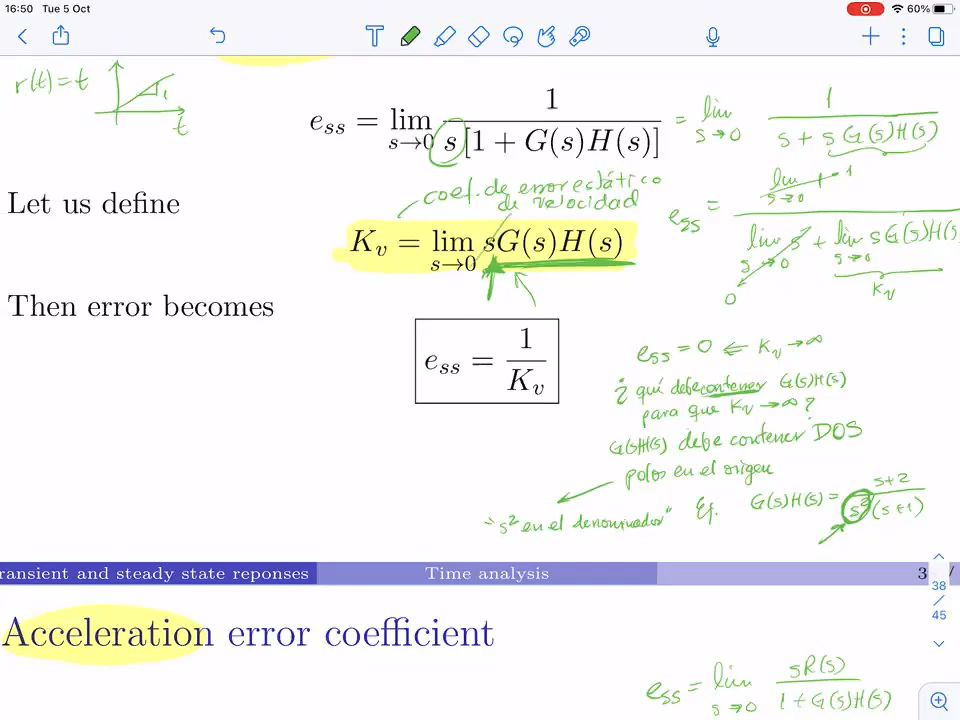 16:50 Tue 5 Oct
60%
r(t) = t
1
t
e_ss = lim_{s→0} 1 / s[1 + G(s)H(s)] = lim_{s→0} 1 / s + s G(s)H(s)
Let us define
coef. de error estático
de velocidad
K_v = lim_{s→0} sG(s)H(s)
e_ss = lim_{s→0} 1 → 1 / lim_{s→0} s + lim_{s→0} s G(s)H(s)
0
K_v
Then error becomes
e_ss = 1 / K_v
e_ss = 0 ⇐ K_v → ∞
¿ qué debe contener G(s)H(s)
para que K_v → ∞ ?
G(s)H(s) debe contener DOS
polos en el origen
"s² en el denominador"
Ej. G(s)H(s) = s+2 / s² (s+1)
ransient and steady state reponses
Time analysis
3 /
38
/
45
Acceleration error coefficient
e_ss = lim_{s→0} sR(s) / 1 + G(s)H(s)